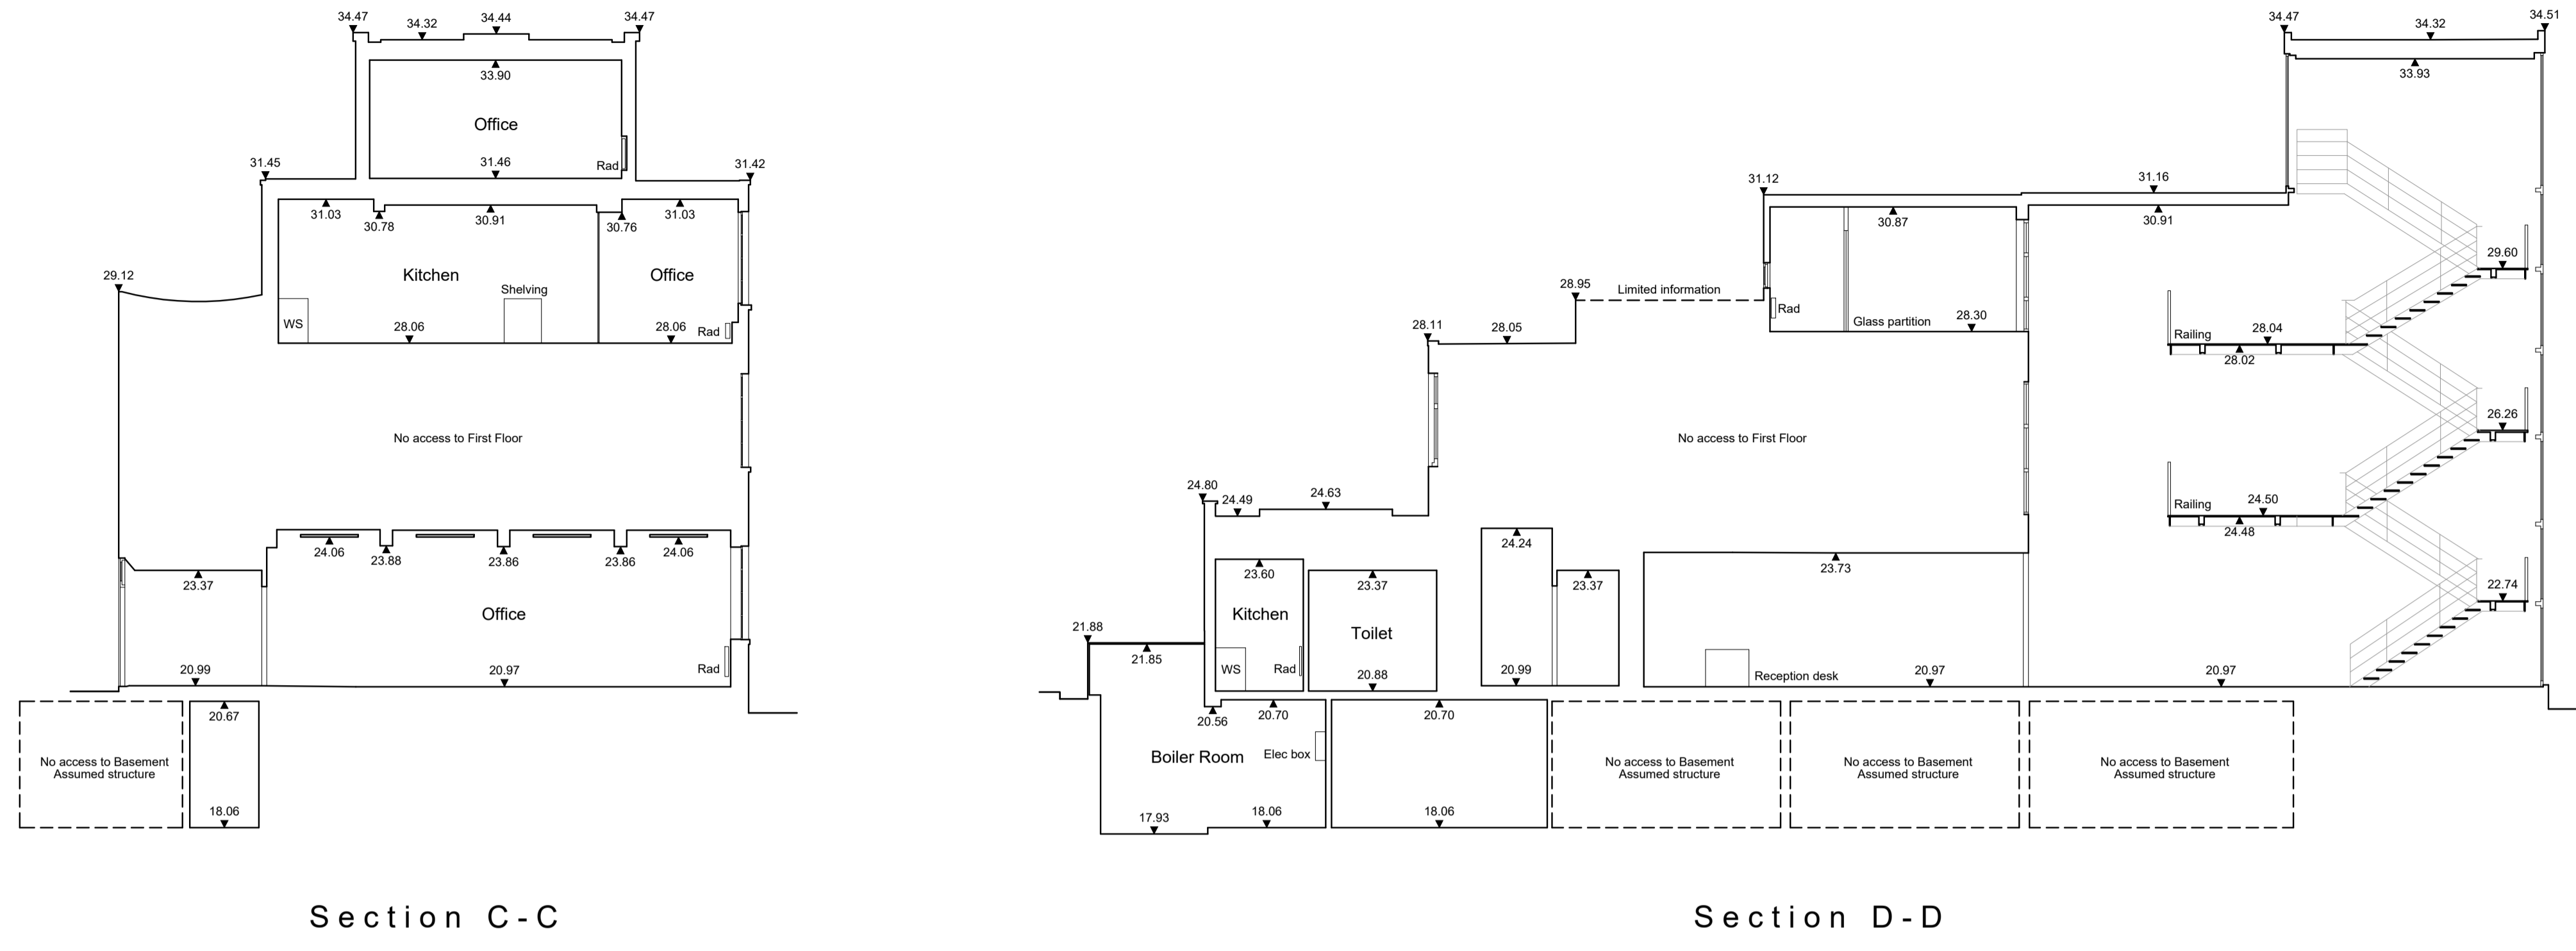 34.47
34.32
34.44
34.47
33.90
Office
31.46
Rad
31.45
31.42
31.03
30.78
30.91
30.76
31.03
29.12
Kitchen
Office
Shelving
WS
28.06
28.06
Rad
No access to First Floor
24.06
23.88
23.86
23.86
24.06
23.37
Office
20.99
20.97
Rad
20.67
No access to Basement
Assumed structure
18.06
Section C-C
34.47
34.32
34.51
33.93
31.12
31.16
30.87
30.91
29.60
28.95
Limited information
Rad
Glass partition
28.30
28.11
28.05
Railing
28.04
28.02
26.26
No access to First Floor
24.80
24.49
24.63
Railing
24.50
24.48
24.24
23.73
23.60
23.37
23.37
22.74
Kitchen
Toilet
21.88
21.85
WS
Rad
20.88
20.99
Reception desk
20.97
20.97
20.56
20.70
20.70
Boiler Room
Elec box
No access to Basement
Assumed structure
No access to Basement
Assumed structure
No access to Basement
Assumed structure
17.93
18.06
18.06
Section D-D